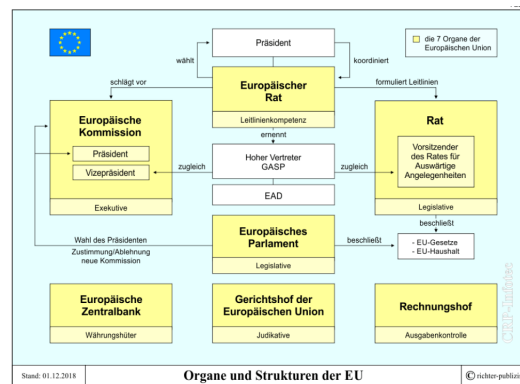 Präsident
die 7 Organe der
Europäischen Union
wählt
koordiniert
schlägt vor
Europäischer
Rat
Leitlinienkompetenz
formuliert Leitlinien
Europäische
Kommission
Präsident
Vizepräsident
Exekutive
ernennt
Hoher Vertreter
GASP
EAD
zugleich
zugleich
Rat
Vorsitzender
des Rates für
Auswärtige
Angelegenheiten
Legislative
beschließt
Wahl des Präsidenten
Zustimmung/Ablehnung
neue Kommission
Europäisches
Parlament
Legislative
beschließt
- EU-Gesetze
- EU-Haushalt
Europäische
Zentralbank
Währungshüter
Gerichtshof der
Europäischen Union
Judikative
Rechnungshof
Ausgabenkontrolle
Stand: 01.12.2018
Organe und Strukturen der EU
© richter-publizis